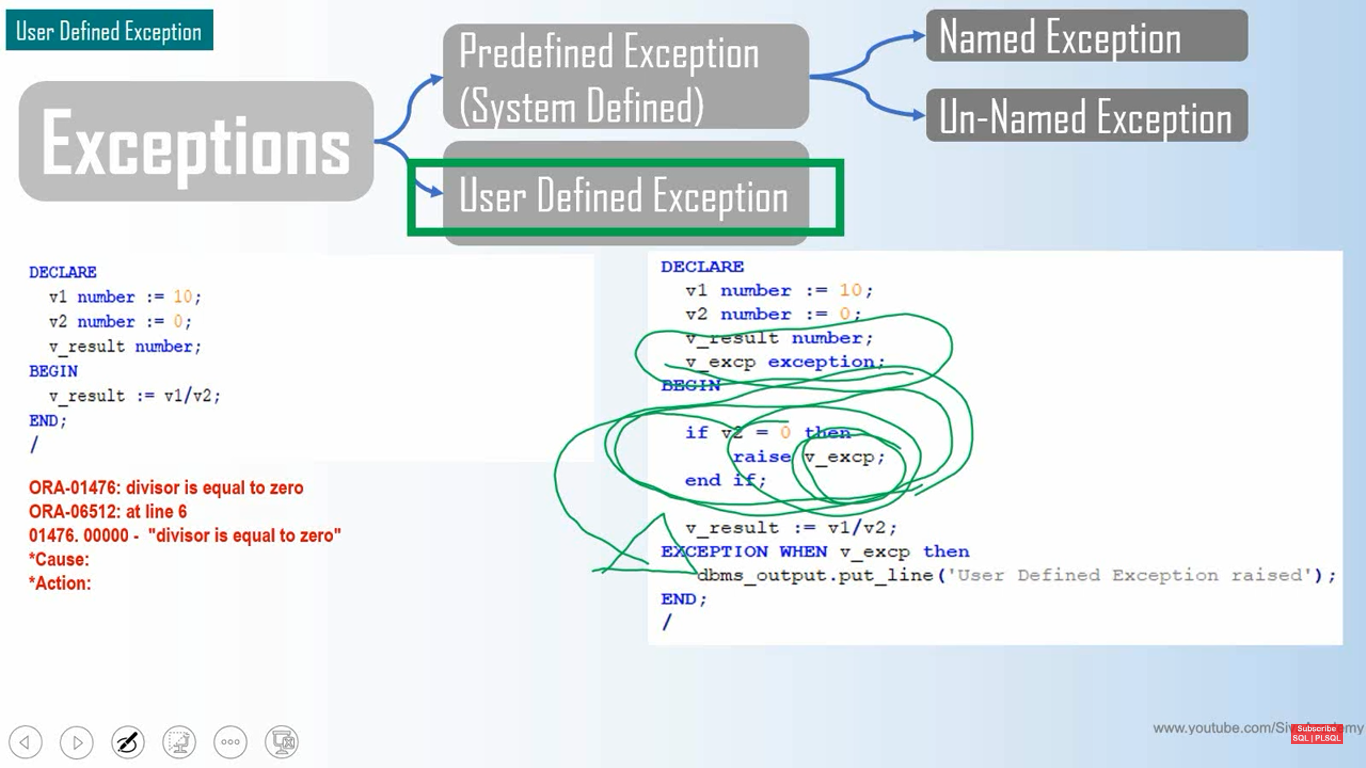 User Defined Exception
Exceptions
Predefined Exception
(System Defined)
User Defined Exception
Named Exception
Un-Named Exception
DECLARE
v1 number := 10;
v2 number := 0;
v_result number;
BEGIN
v_result := v1/v2;
END;
/
ORA-01476: divisor is equal to zero
ORA-06512: at line 6
01476. 00000 - "divisor is equal to zero"
*Cause:
*Action:
DECLARE
v1 number := 10;
v2 number := 0;
v_result number;
v_excp exception;
BEGIN
if v2 = 0 then
raise v_excp;
end if;
v_result := v1/v2;
EXCEPTION WHEN v_excp then
dbms_output.put_line('User Defined Exception raised');
END;
/
www.youtube.com/Siv
Subscribe
SQL | PLSQL